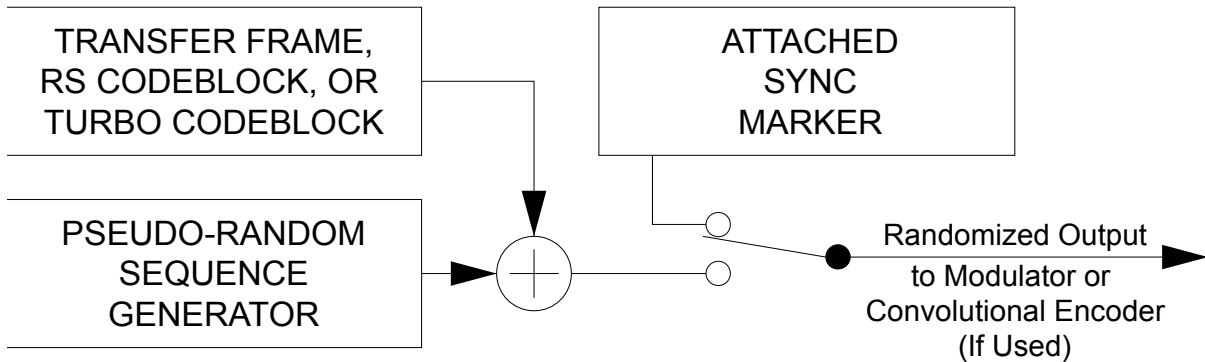 TRANSFER FRAME,
RS CODEBLOCK, OR
TURBO CODEBLOCK
ATTACHED
SYNC
MARKER
PSEUDO-RANDOM
SEQUENCE
GENERATOR
Randomized Output
to Modulator or
Convolutional Encoder
(If Used)